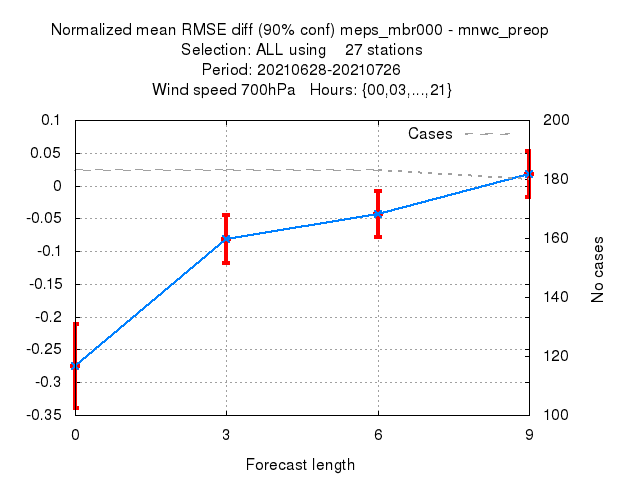 Normalized mean RMSE diff (90% conf) meps_mbr000 - mnwc_preop
Selection: ALL using 27 stations
Period: 20210628-20210726
Wind speed 700hPa Hours: {00,03,...,21}
Cases
0.1
0.05
0
-0.05
-0.1
-0.15
-0.2
-0.25
-0.3
-0.35
200
180
160
140
120
100
No cases
0 3 6 9
Forecast length